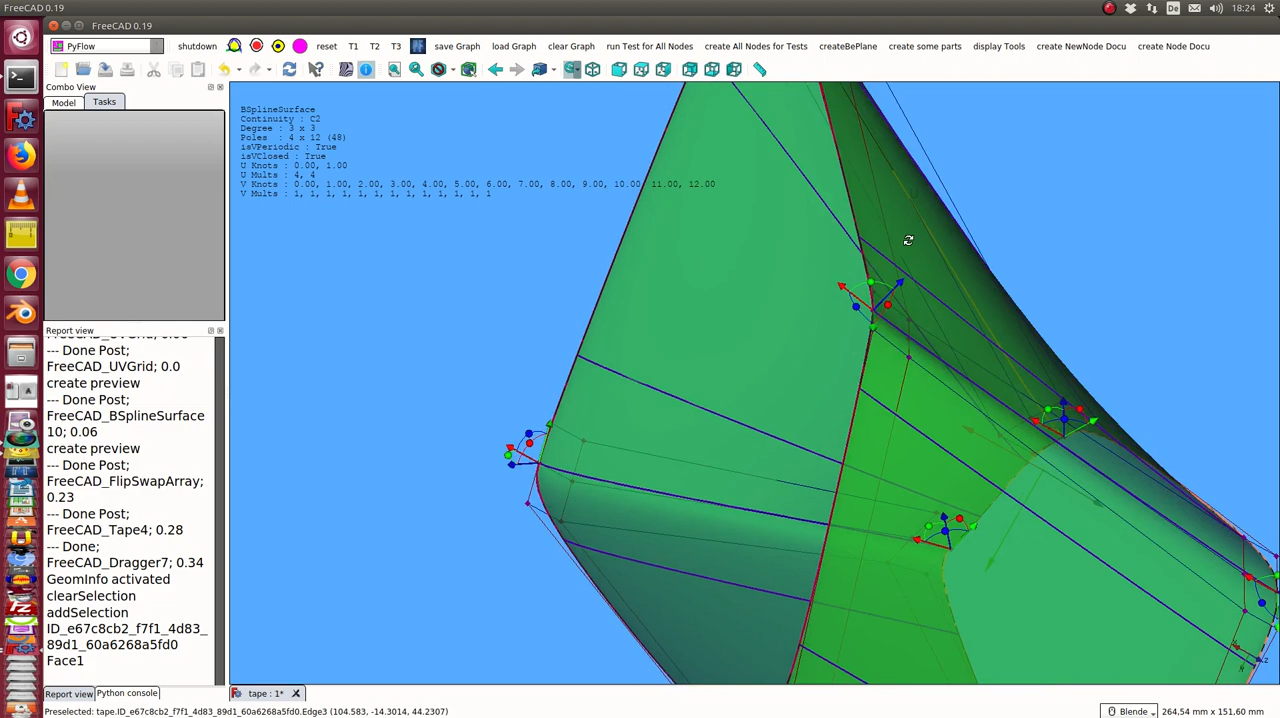 FreeCAD 0.19
De
18:24
FreeCAD 0.19
PyFlow
shutdown
reset
T1
T2
T3
save Graph
load Graph
clear Graph
run Test for All Nodes
create All Nodes for Tests
createBePlane
create some parts
display Tools
create NewNode Docu
create Node Docu
Combo View
Model
Tasks
BSplineSurface
Continuity : C2
Degree : 3 x 3
Poles : 4 x 12 (48)
isVPeriodic : True
isVClosed : True
U Knots : 0.00, 1.00
U Mults : 4, 4
V Knots : 0.00, 1.00, 2.00, 3.00, 4.00, 5.00, 6.00, 7.00, 8.00, 9.00, 10.00, 11.00, 12.00
V Mults : 1, 1, 1, 1, 1, 1, 1, 1, 1, 1, 1, 1, 1
Report view
--- Done Post;
FreeCAD_UVGrid; 0.0
create preview
--- Done Post;
FreeCAD_BSplineSurface
10; 0.06
create preview
--- Done Post;
FreeCAD_FlipSwapArray;
0.23
--- Done Post;
FreeCAD_Tape4; 0.28
--- Done;
FreeCAD_Dragger7; 0.34
GeomInfo activated
clearSelection
addSelection
ID_e67c8cb2_f7f1_4d83_
89d1_60a6268a5fd0
Face1
Report view
Python console
tape : 1*
Preselected: tape.ID_e67c8cb2_f7f1_4d83_89d1_60a6268a5fd0.Edge3 (104.583, -14.3014, 44.2307)
Blende
264,54 mm x 151,60 mm